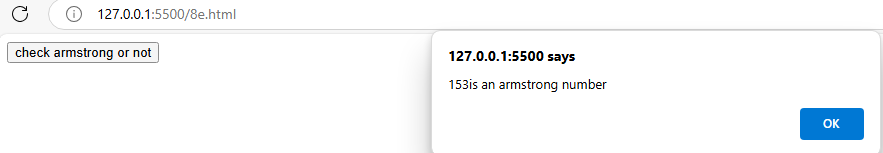 127.0.0.1:5500/8e.html
check armstrong or not
127.0.0.1:5500 says
153is an armstrong number
OK